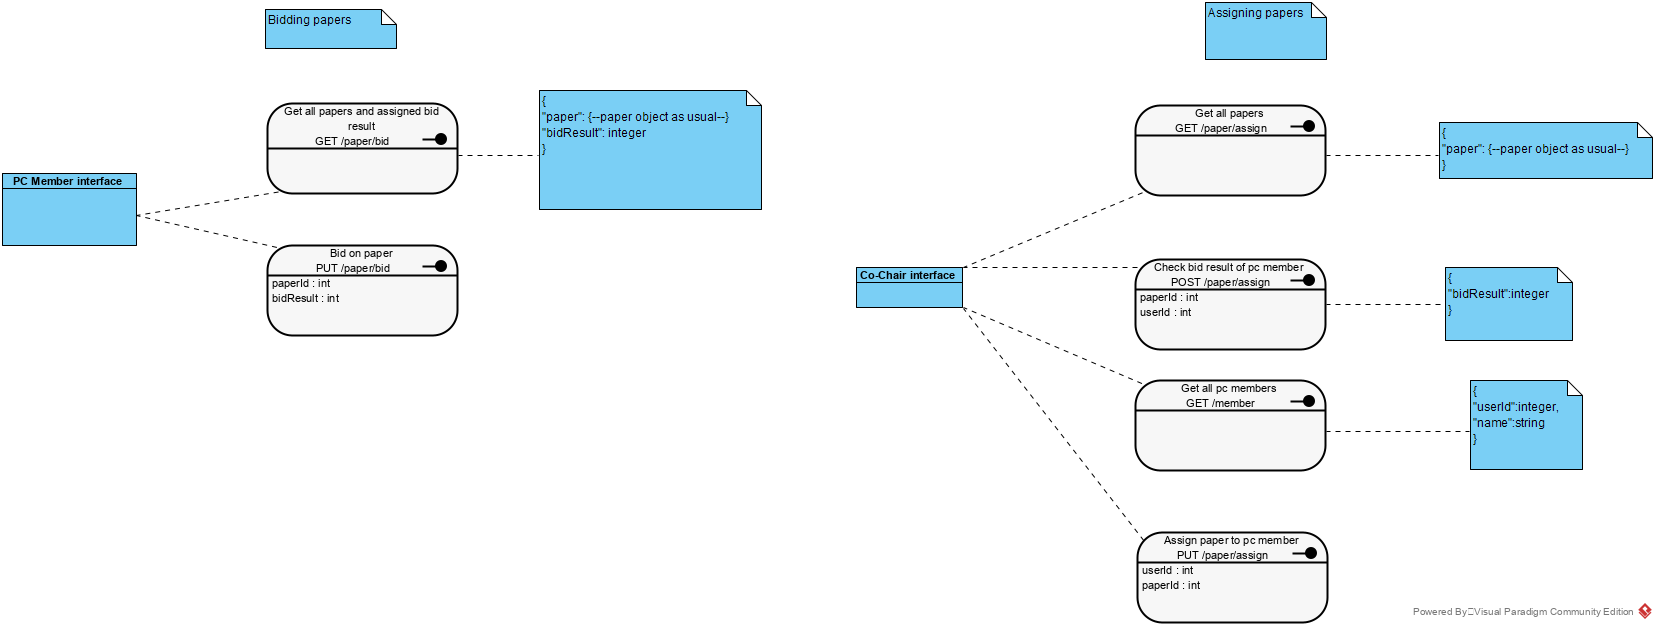 Bidding papers
Get all papers and assigned bid
result
GET /paper/bid
{
"paper": {--paper object as usual--}
"bidResult": integer
}
PC Member interface
Bid on paper
PUT /paper/bid
paperId : int
bidResult : int
Assigning papers
Get all papers
GET /paper/assign
{
"paper": {--paper object as usual--}
}
Co-Chair interface
Check bid result of pc member
POST /paper/assign
paperId : int
userId : int
{
"bidResult":integer
}
Get all pc members
GET /member
{
"userId":integer,
"name":string
}
Assign paper to pc member
PUT /paper/assign
userId : int
paperId : int
Powered By Visual Paradigm Community Edition